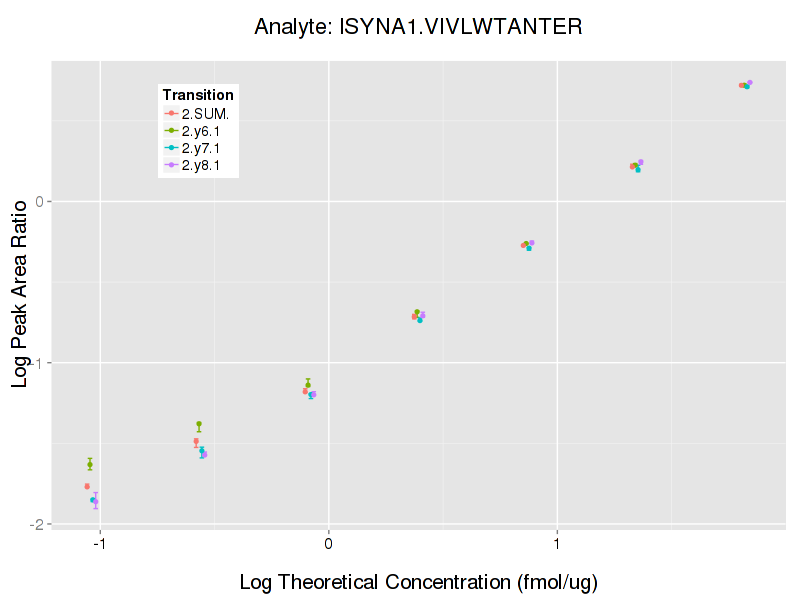 Analyte: ISYNA1.VIVLWTANTER
Transition
2.SUM.
2.y6.1
2.y7.1
2.y8.1
Log Peak Area Ratio
0
-1
-2
-1
0
1
Log Theoretical Concentration (fmol/ug)